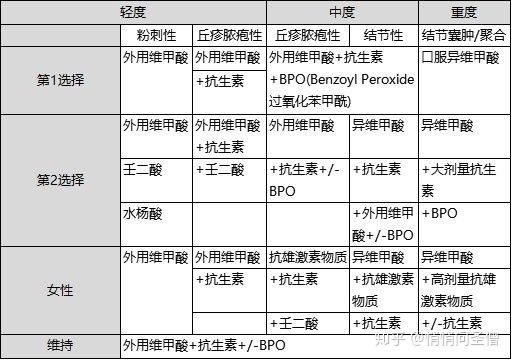 轻度 中度 重度
粉刺性 丘疹脓疱性 丘疹脓疱性 结节性 结节囊肿/聚合
第1选择 外用维甲酸 外用维甲酸 外用维甲酸+抗生素 口服异维甲酸
+抗生素 +BPO(Benzoyl Peroxide
过氧化苯甲酰)
第2选择 外用维甲酸 外用维甲酸 外用维甲酸 异维甲酸 异维甲酸
+抗生素
壬二酸 +壬二酸 +抗生素+/- +抗生素 +大剂量抗生
BPO 素
水杨酸 +外用维甲 +BPO
酸+/-BPO
女性 外用维甲酸 外用维甲酸 抗雄激素物质 异维甲酸 异维甲酸
+抗生素 +抗生素 +抗雄激素 +高剂量抗雄
物质 激素物质
+壬二酸 +抗生素 +/-抗生素
维持 外用维甲酸+抗生素+/-BPO
知乎 @情情问圣僧